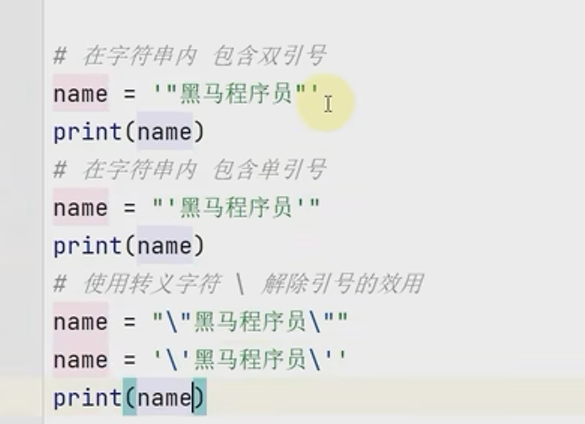 # 在字符串内 包含双引号
name = '"黑马程序员"'
print(name)
# 在字符串内 包含单引号
name = "'黑马程序员'"
print(name)
# 使用转义字符 \ 解除引号的效用
name = "\"黑马程序员\""
name = '\'黑马程序员\''
print(name)